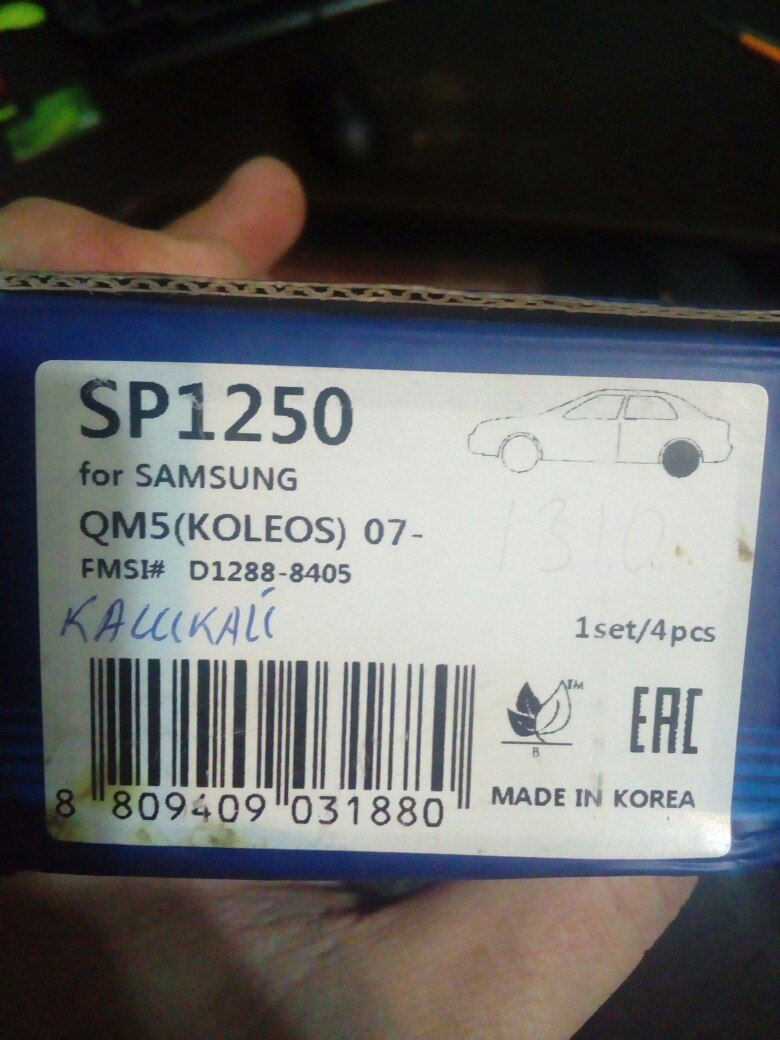 SP1250
for SAMSUNG
QM5(KOLEOS) 07-
FMSI# D1288-8405
1310
КАШКАЙ
1set/4pcs
TM
B
EAC
8 809409 031880
MADE IN KOREA